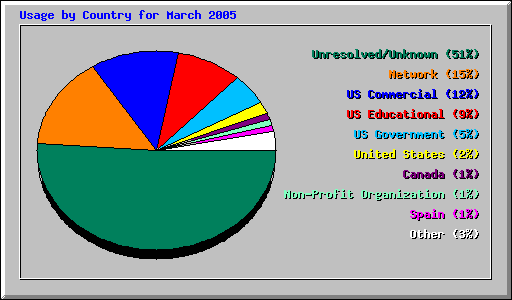 Usage by Country for March 2005
Unresolved/Unknown (51%)
Network (15%)
US Commercial (12%)
US Educational (9%)
US Government (5%)
United States (2%)
Canada (1%)
Non-Profit Organization (1%)
Spain (1%)
Other (3%)